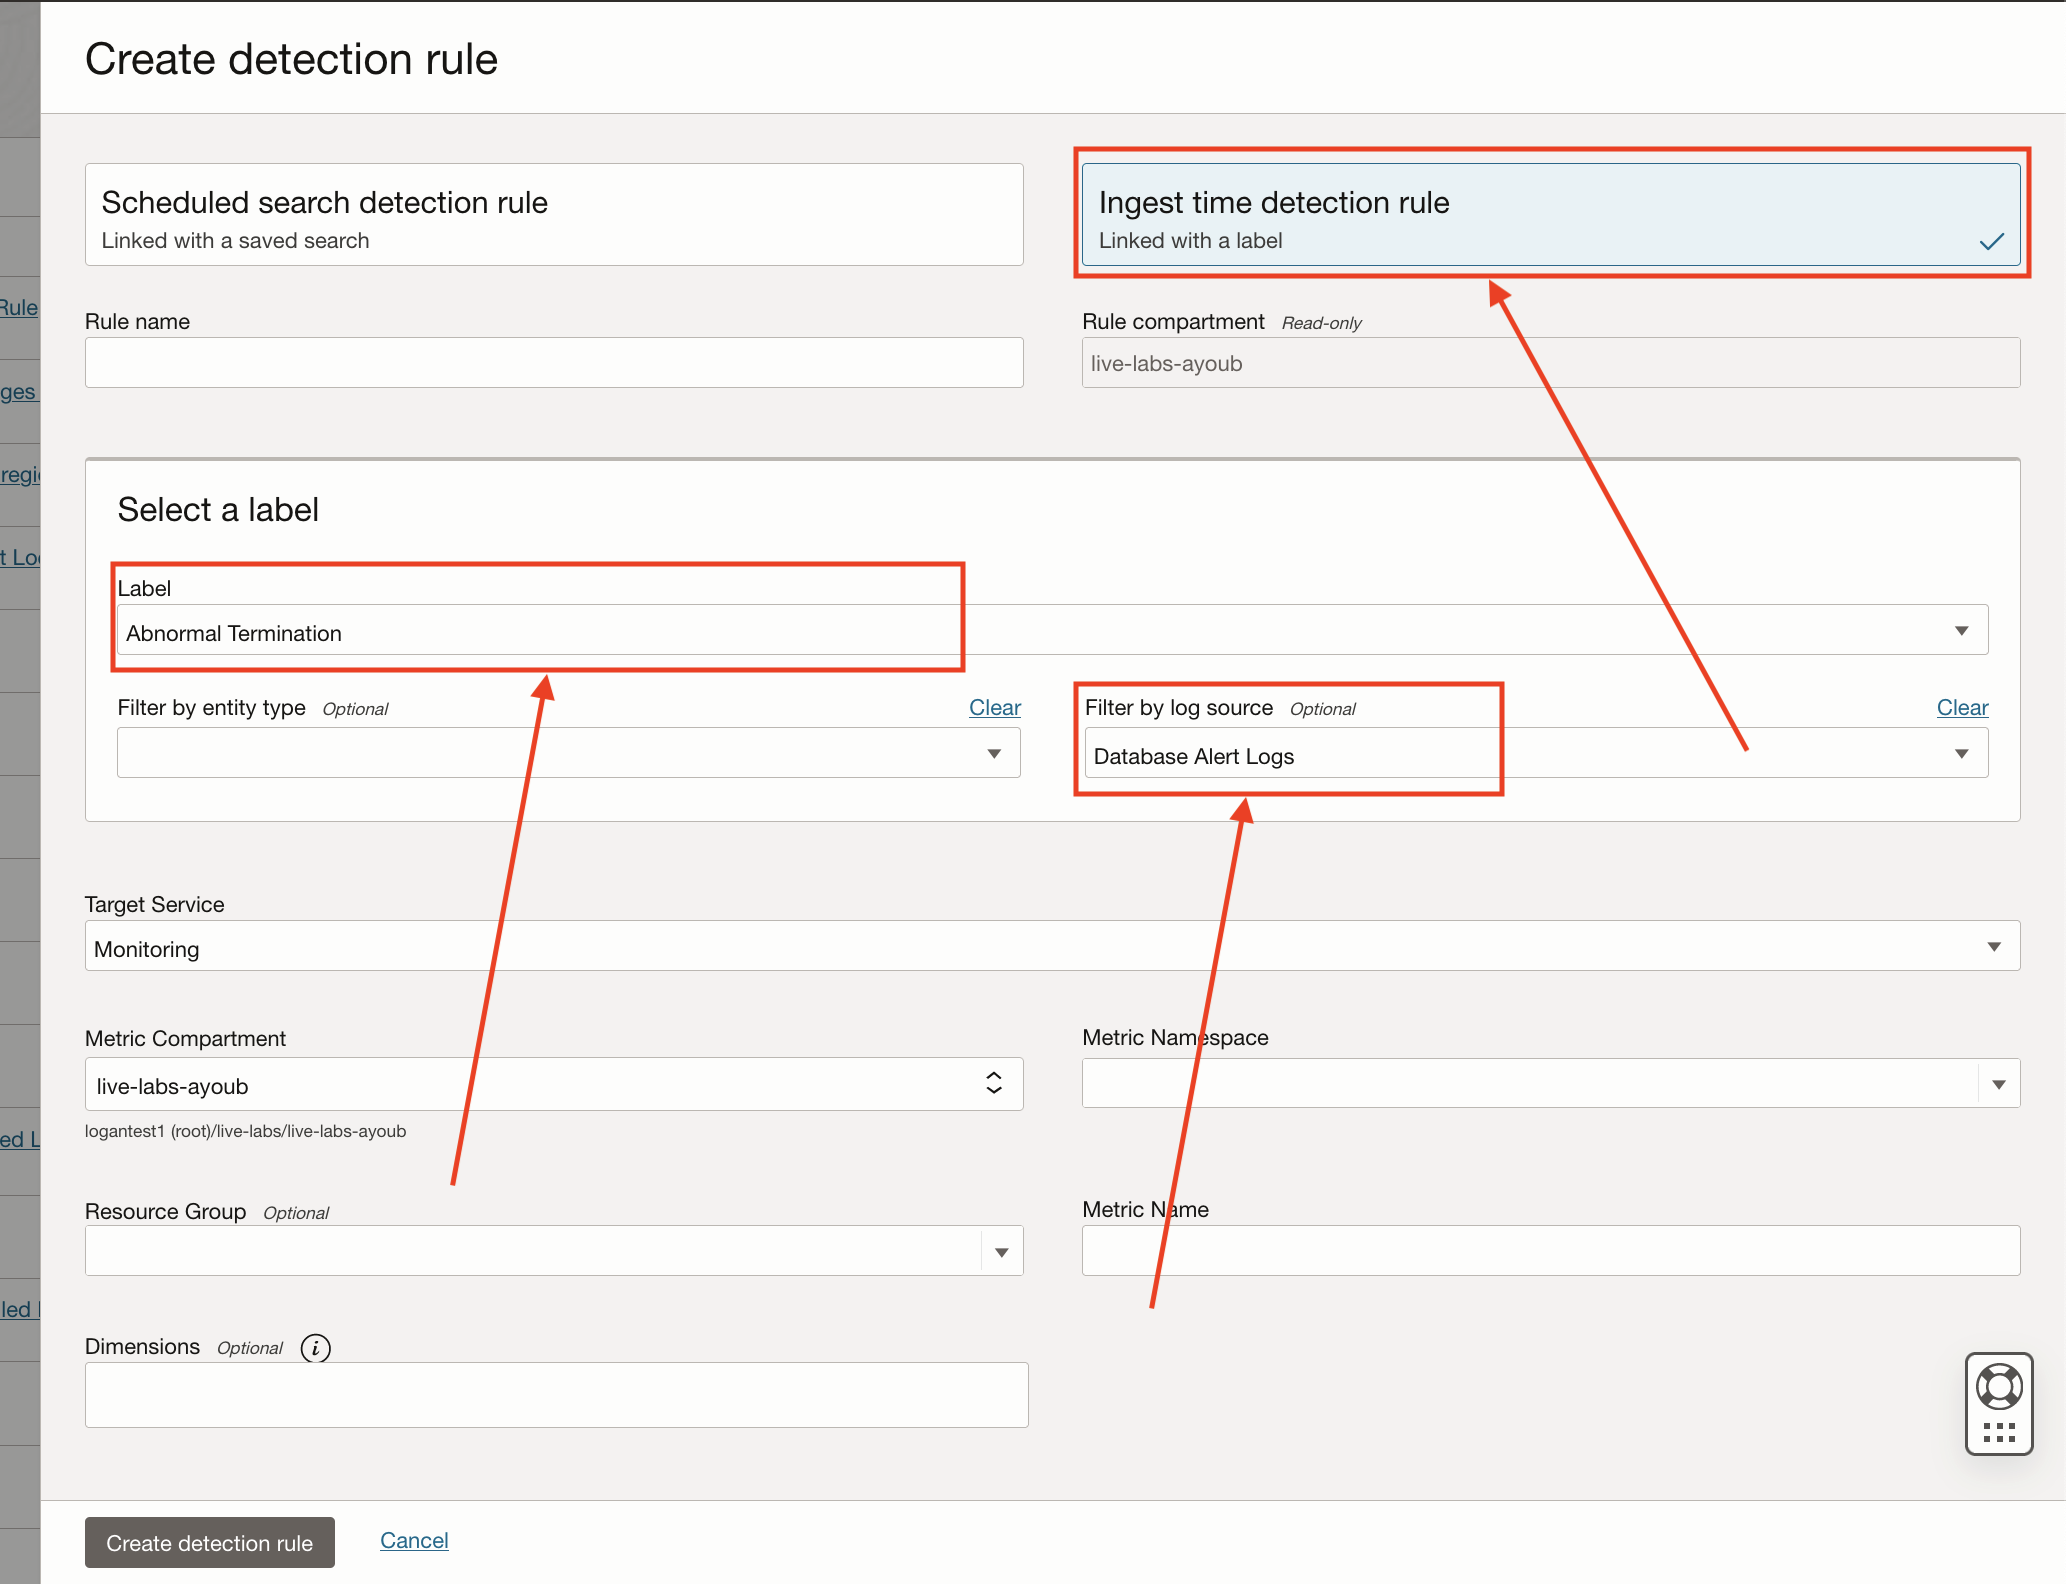 Create detection rule
Scheduled search detection rule
Linked with a saved search
Ingest time detection rule
Linked with a label
Rule name
Rule compartment Read-only
live-labs-ayoub
Select a label
Label
Abnormal Termination
Filter by entity type Optional Clear
Filter by log source Optional Clear
Database Alert Logs
Target Service
Monitoring
Metric Compartment
live-labs-ayoub
logantest1 (root)/live-labs/live-labs-ayoub
Metric Namespace
Resource Group Optional
Metric Name
Dimensions Optional
Create detection rule
Cancel
Rule
ges